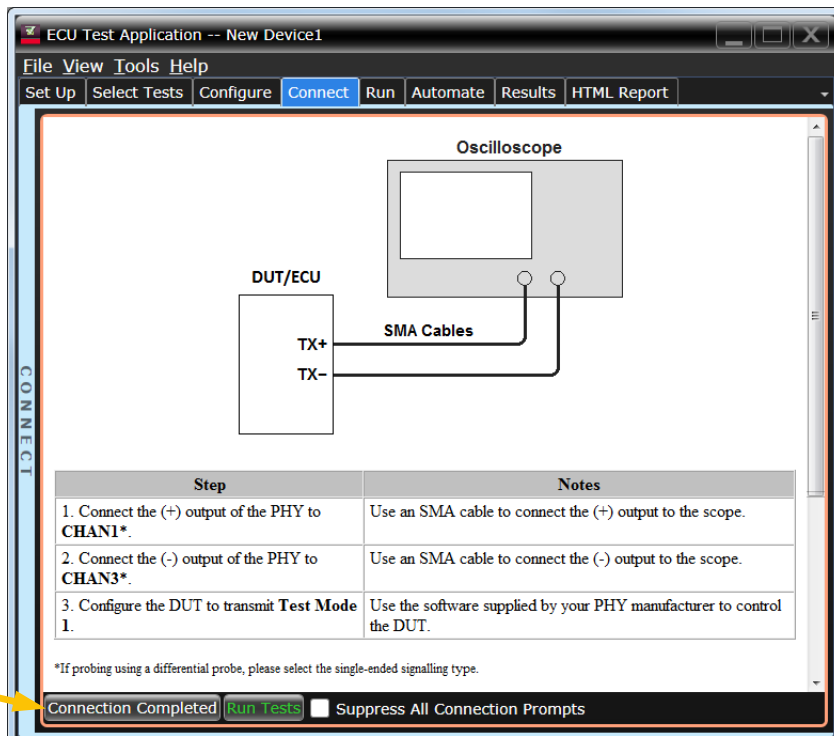 ECU Test Application -- New Device1
File View Tools Help
Set Up Select Tests Configure Connect Run Automate Results HTML Report
CONNECT
Oscilloscope
DUT/ECU
TX+
SMA Cables
TX−
Step Notes
1. Connect the (+) output of the PHY to Use an SMA cable to connect the (+) output to the scope.
CHAN1*.
2. Connect the (-) output of the PHY to Use an SMA cable to connect the (-) output to the scope.
CHAN3*.
3. Configure the DUT to transmit Test Mode Use the software supplied by your PHY manufacturer to control
1. the DUT.
*If probing using a differential probe, please select the single-ended signalling type.
Connection Completed Run Tests Suppress All Connection Prompts